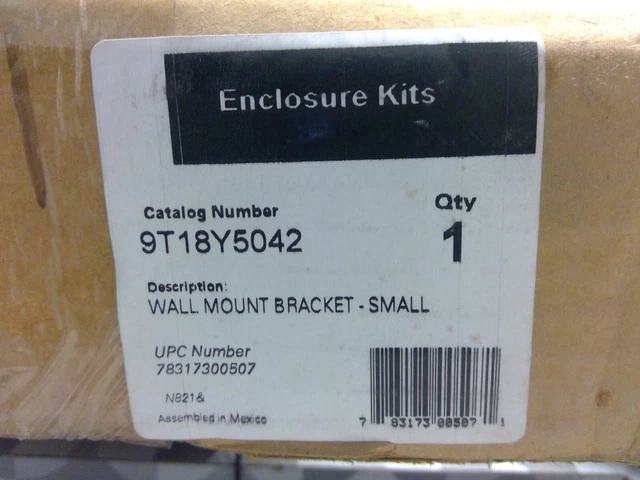 Enclosure Kits
Catalog Number
9T18Y5042
Qty
1
Description:
WALL MOUNT BRACKET - SMALL
UPC Number
78317300507
N821&
Assembled in Mexico
7 83173 00507 1